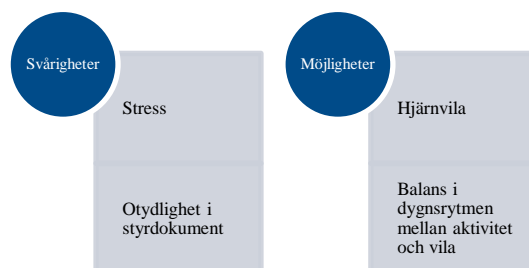 Svårigheter
Stress
Otydlighet i
styrdokument
Möjligheter
Hjärnvila
Balans i
dygnsrytmen
mellan aktivitet
och vila